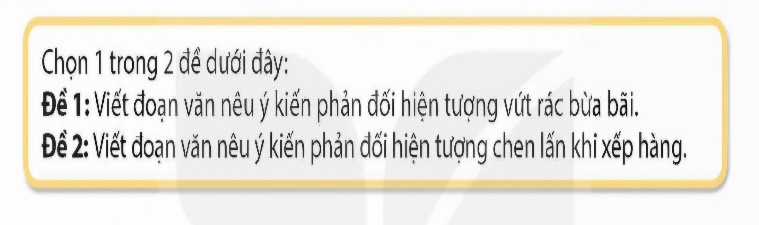 Chọn 1 trong 2 đề dưới đây:
Đề 1: Viết đoạn văn nêu ý kiến phản đối hiện tượng vứt rác bừa bãi.
Đề 2: Viết đoạn văn nêu ý kiến phản đối hiện tượng chen lấn khi xếp hàng.